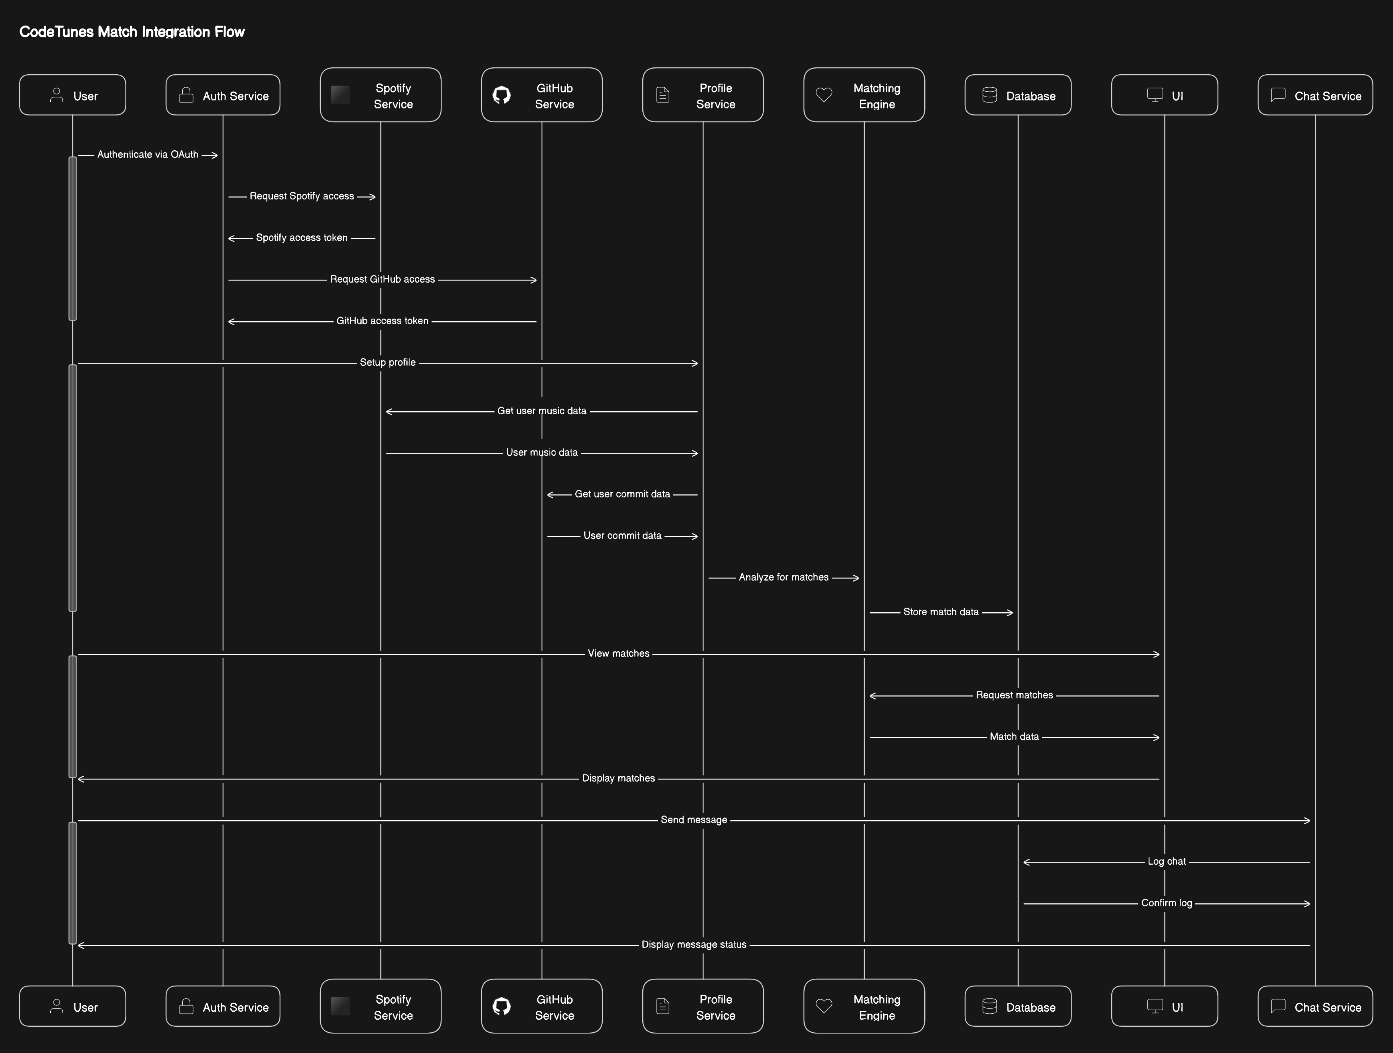 CodeTunes Match Integration Flow
User
Auth Service
Spotify
Service
GitHub
Service
Profile
Service
Matching
Engine
Database
UI
Chat Service
Authenticate via OAuth
Request Spotify access
Spotify access token
Request GitHub access
GitHub access token
Setup profile
Get user music data
User music data
Get user commit data
User commit data
Analyze for matches
Store match data
View matches
Request matches
Match data
Display matches
Send message
Log chat
Confirm log
Display message status
User
Auth Service
Spotify
Service
GitHub
Service
Profile
Service
Matching
Engine
Database
UI
Chat Service